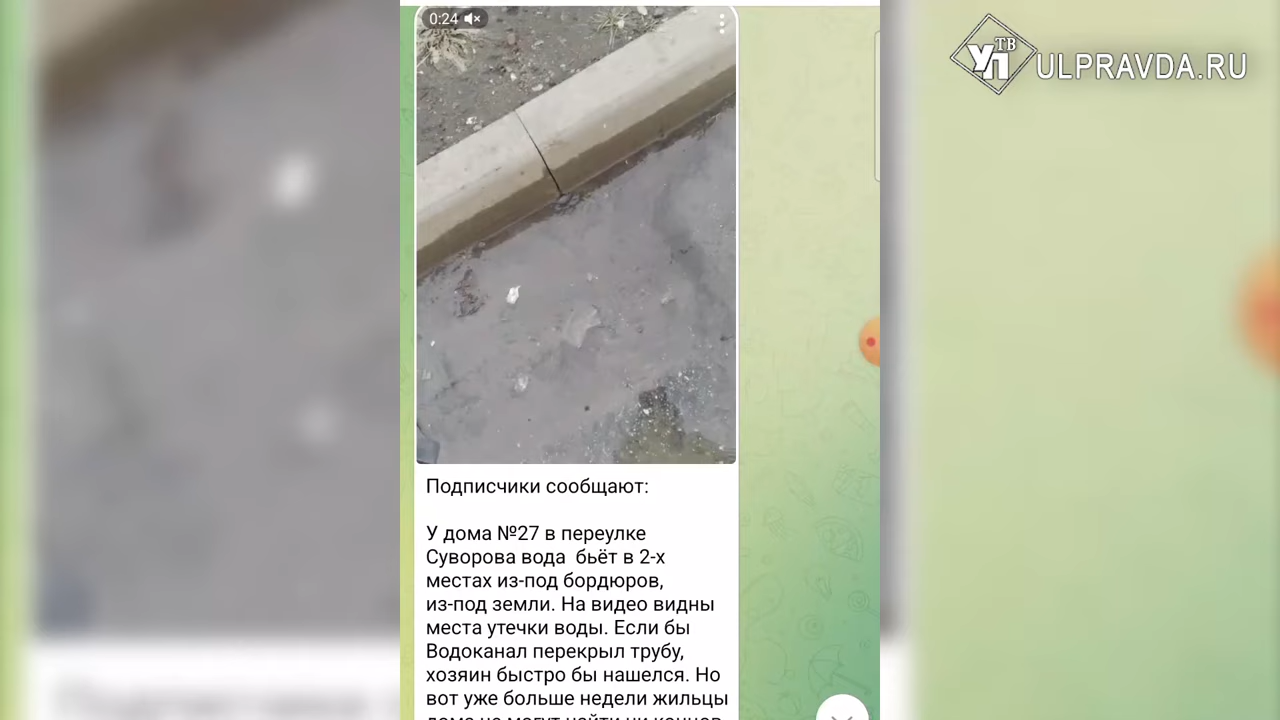 0:24
УП ТВ
ULPRAVDA.RU
Подписчики сообщают:
У дома №27 в переулке
Суворова вода бьёт в 2-х
местах из-под бордюров,
из-под земли. На видео видны
места утечки воды. Если бы
Водоканал перекрыл трубу,
хозяин быстро бы нашелся. Но
вот уже больше недели жильцы